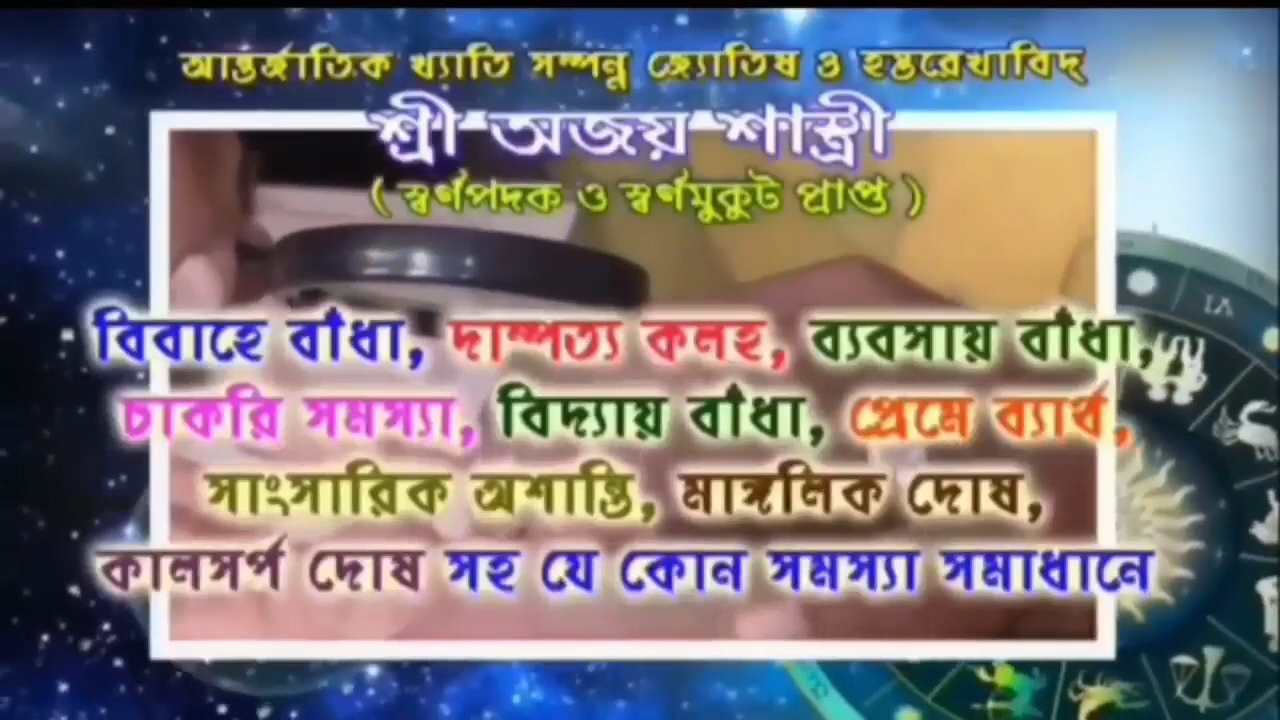 আন্তর্জাতিক খ্যাতি সম্পন্ন জ্যোতিষ ও হস্তরেখাবিদ্
শ্রী অজয় শাস্ত্রী
( স্বর্ণপদক ও স্বর্ণমুকুট প্রাপ্ত )
বিবাহে বাঁধা, দাম্পত্য কলহ, ব্যবসায় বাঁধা,
চাকরি সমস্যা, বিদ্যায় বাঁধা, প্রেমে ব্যার্থ,
সাংসারিক অশান্তি, মাঙ্গলিক দোষ,
কালসর্প দোষ সহ যে কোন সমস্যা সমাধানে
VI